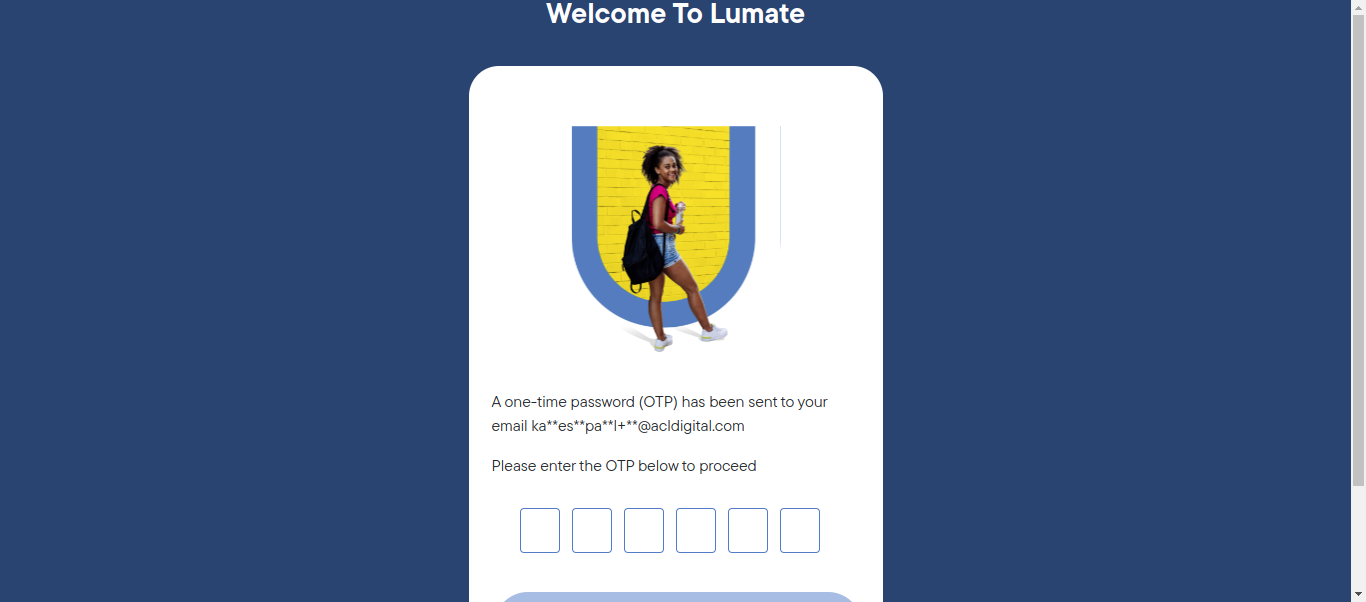 Welcome To Lumate
A one-time password (OTP) has been sent to your
email ka**es**pa**l+**@acldigital.com
Please enter the OTP below to proceed